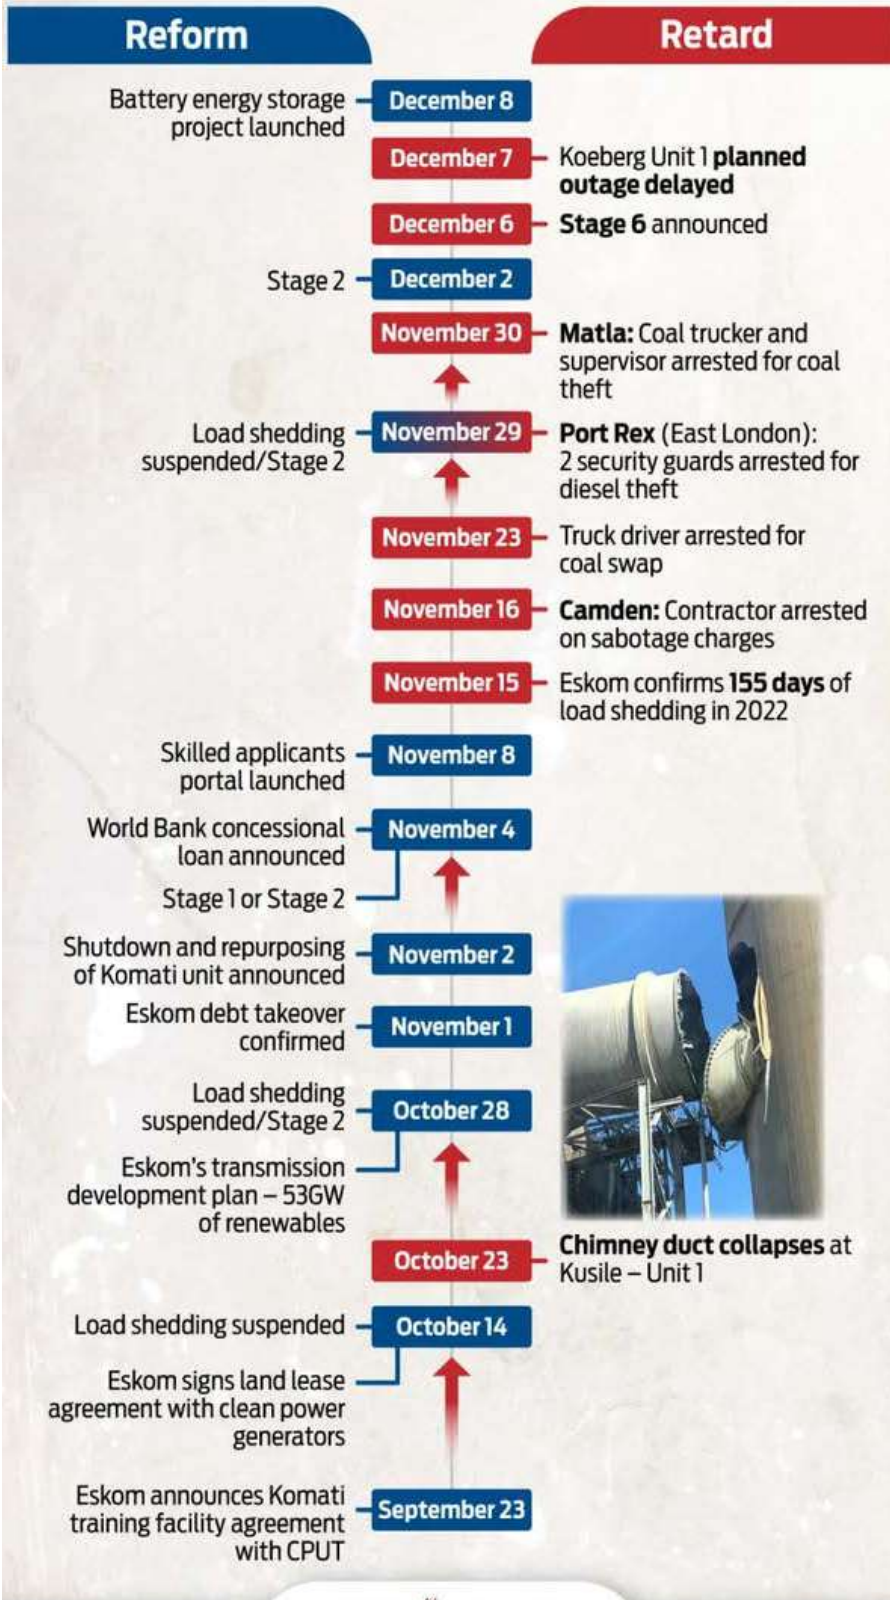 Reform
Retard
Battery energy storage
project launched
December 8
December 7
Koeberg Unit 1 planned
outage delayed
December 6
Stage 6 announced
Stage 2
December 2
November 30
Matla: Coal trucker and
supervisor arrested for coal
theft
Load shedding
suspended/Stage 2
November 29
Port Rex (East London):
2 security guards arrested for
diesel theft
November 23
Truck driver arrested for
coal swap
November 16
Camden: Contractor arrested
on sabotage charges
November 15
Eskom confirms 155 days of
load shedding in 2022
Skilled applicants
portal launched
November 8
World Bank concessional
loan announced
November 4
Stage 1 or Stage 2
Shutdown and repurposing
of Komati unit announced
November 2
Eskom debt takeover
confirmed
November 1
Load shedding
suspended/Stage 2
October 28
Eskom's transmission
development plan – 53GW
of renewables
October 23
Chimney duct collapses at
Kusile – Unit 1
Load shedding suspended
October 14
Eskom signs land lease
agreement with clean power
generators
Eskom announces Komati
training facility agreement
with CPUT
September 23